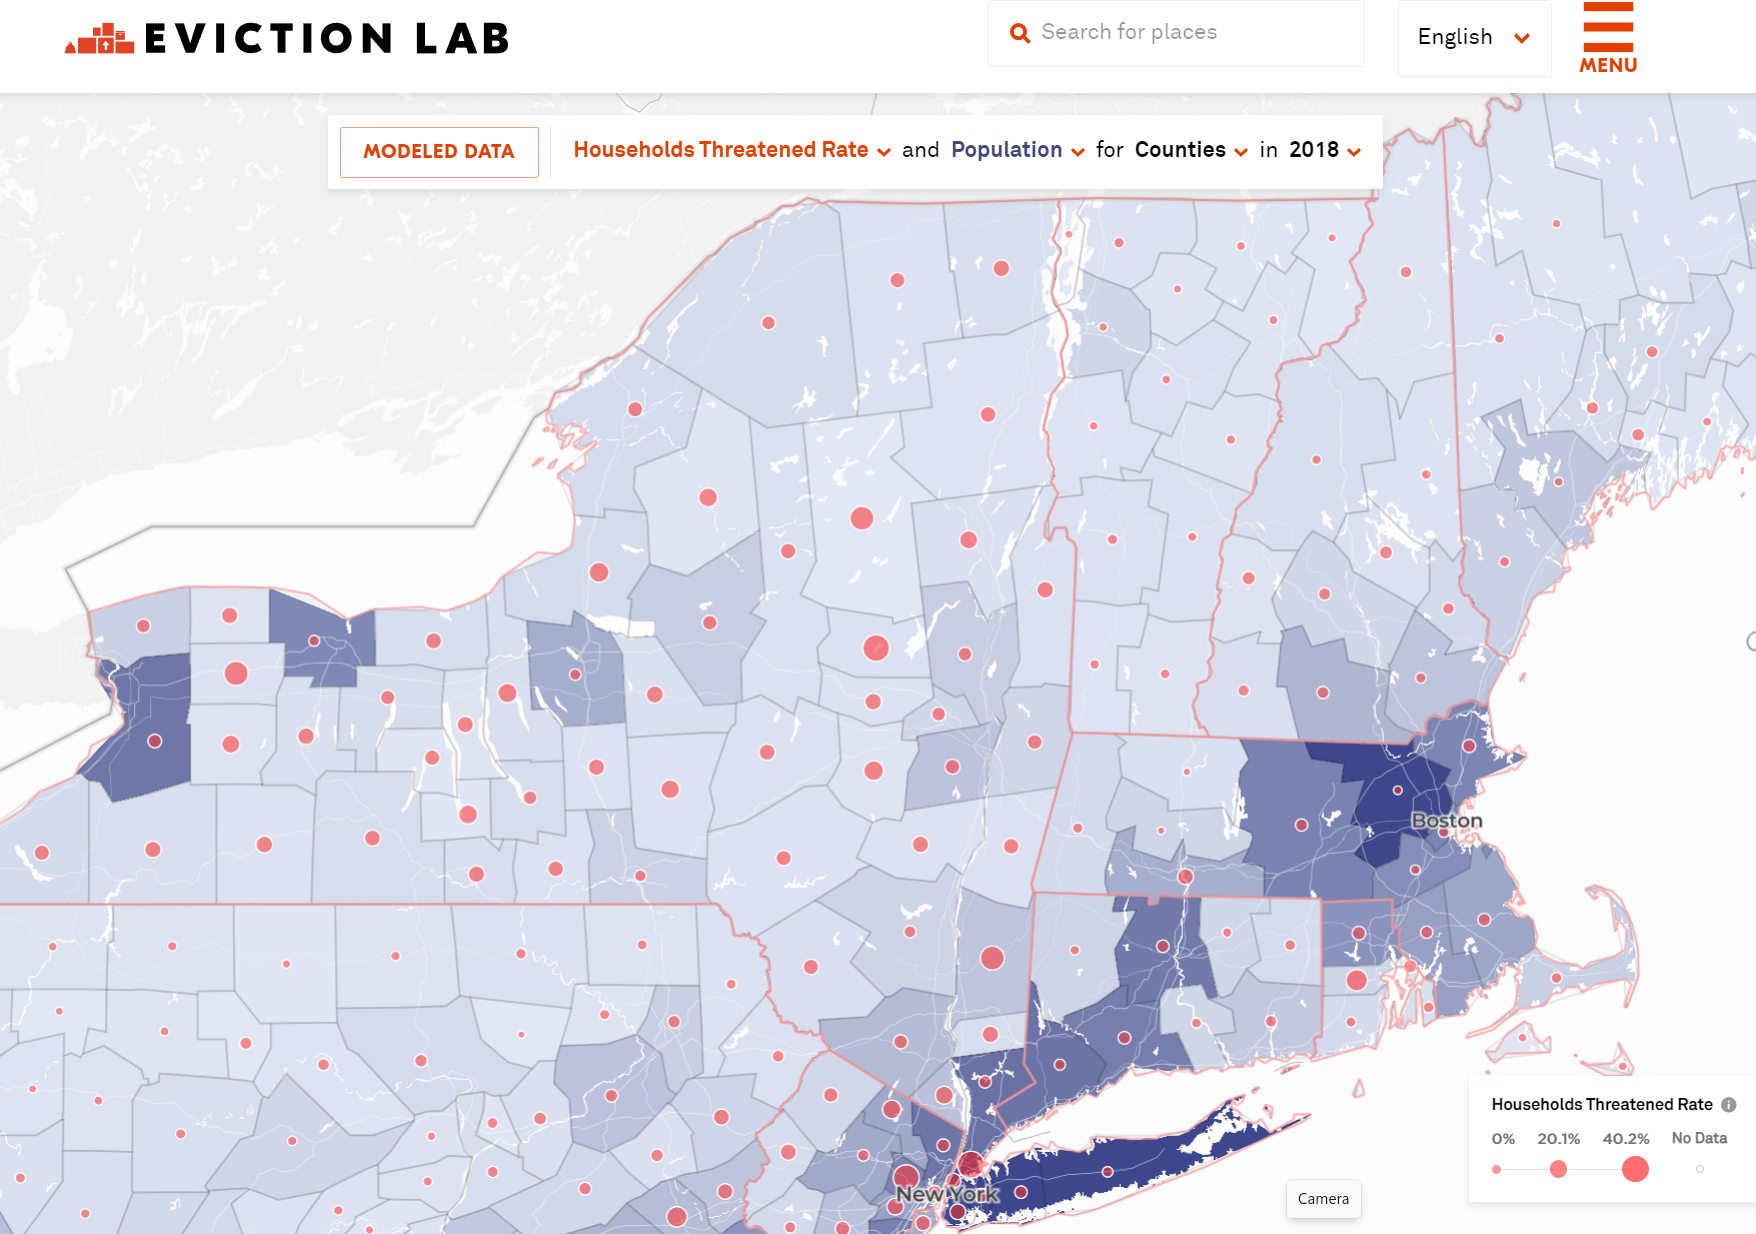 EVICTION LAB
Search for places
English
MENU
MODELED DATA
Households Threatened Rate and Population for Counties in 2018
Boston
New York
Households Threatened Rate
0% 20.1% 40.2% No Data
Camera